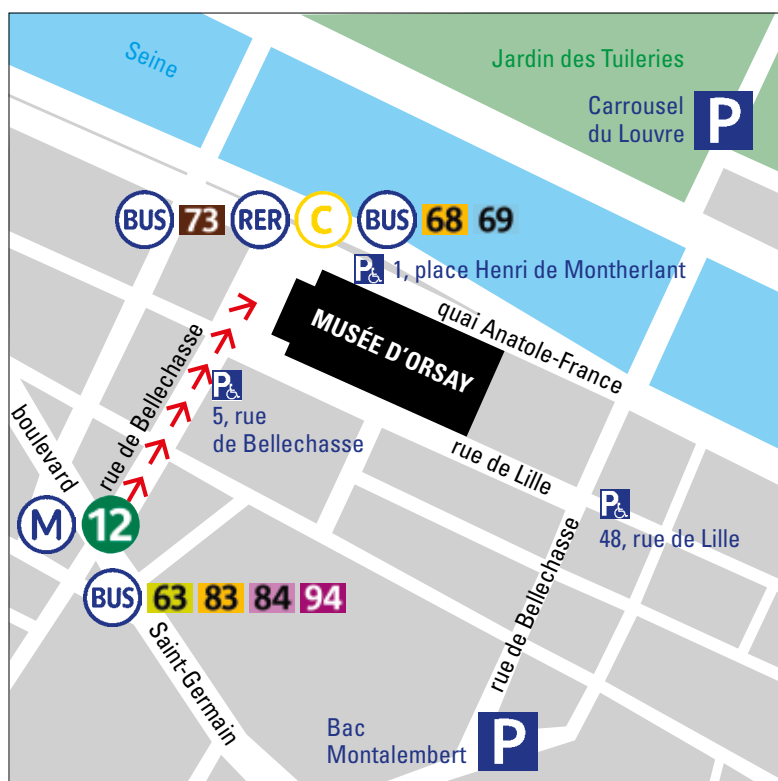 Seine
Jardin des Tuileries
Carrousel
du Louvre
P
BUS 73 RER C BUS 68 69
P 1, place Henri de Montherlant
quai Anatole-France
MUSÉE D'ORSAY
rue de Bellechasse
P
5, rue
de Bellechasse
boulevard
rue de Lille
M 12
P
48, rue de Lille
BUS 63 83 84 94
rue de Bellechasse
Saint-Germain
Bac
Montalembert
P